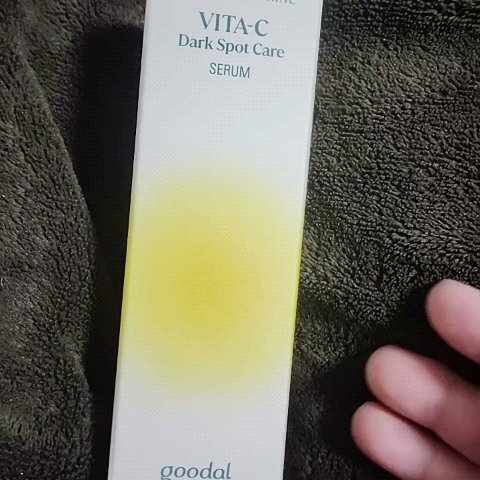 VITA-C
Dark Spot Care
SERUM
goodal